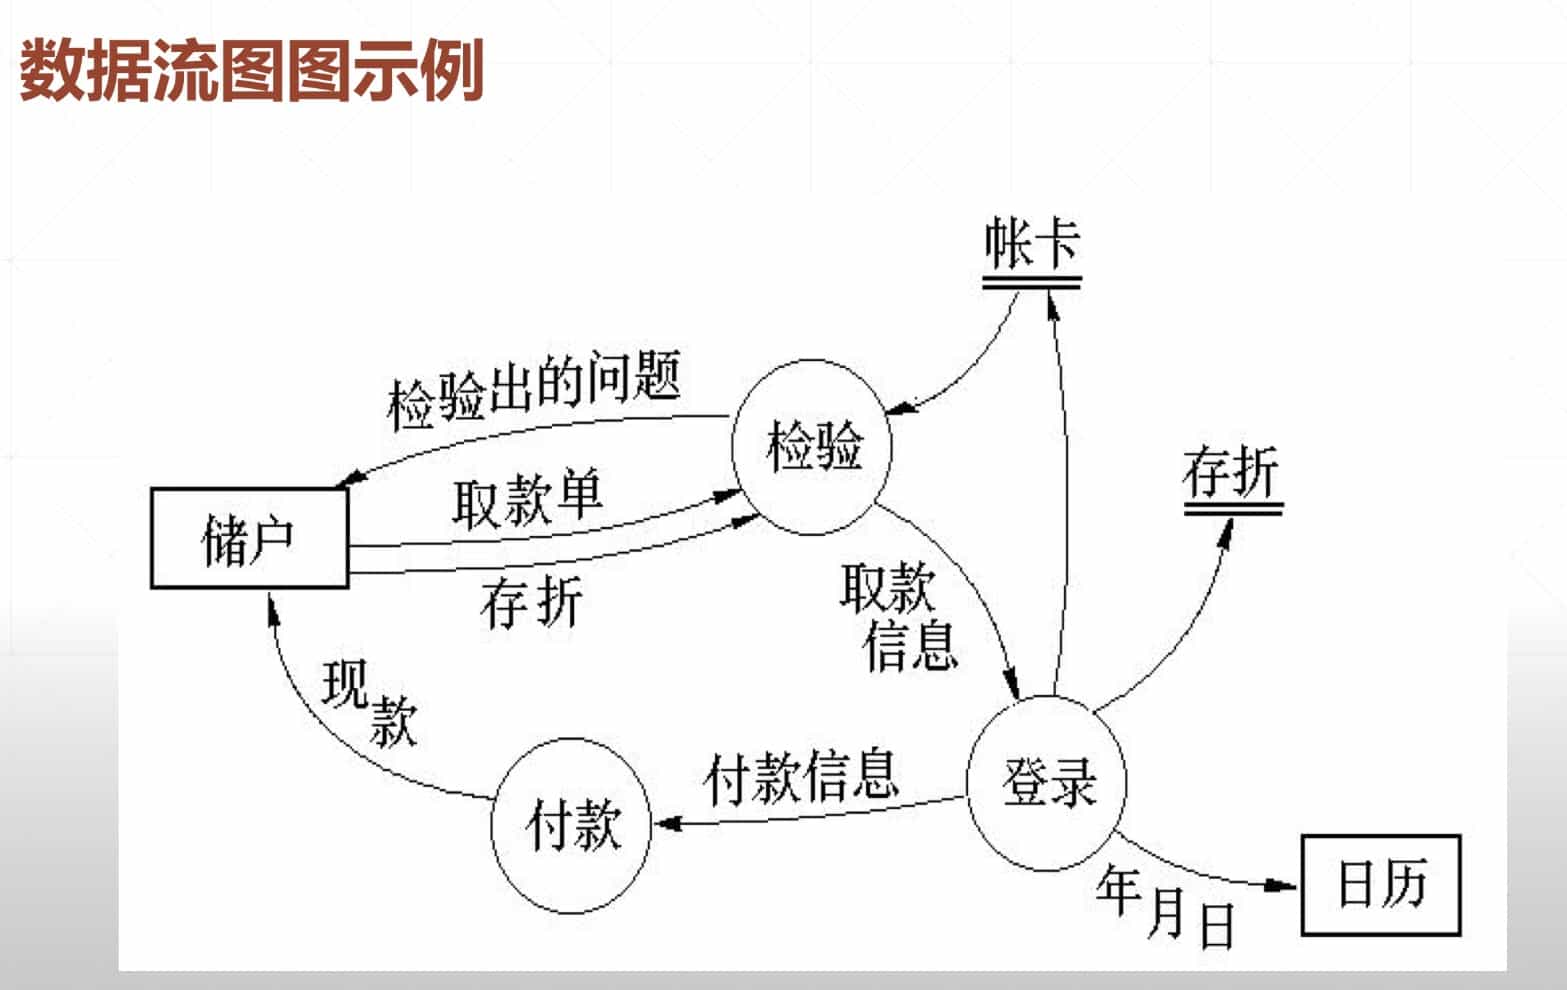 数据流图图示例
帐卡
检验出的问题
检验
存折
取款单
储户
存折
取款
信息
现款
付款信息
登录
付款
年月日
日历